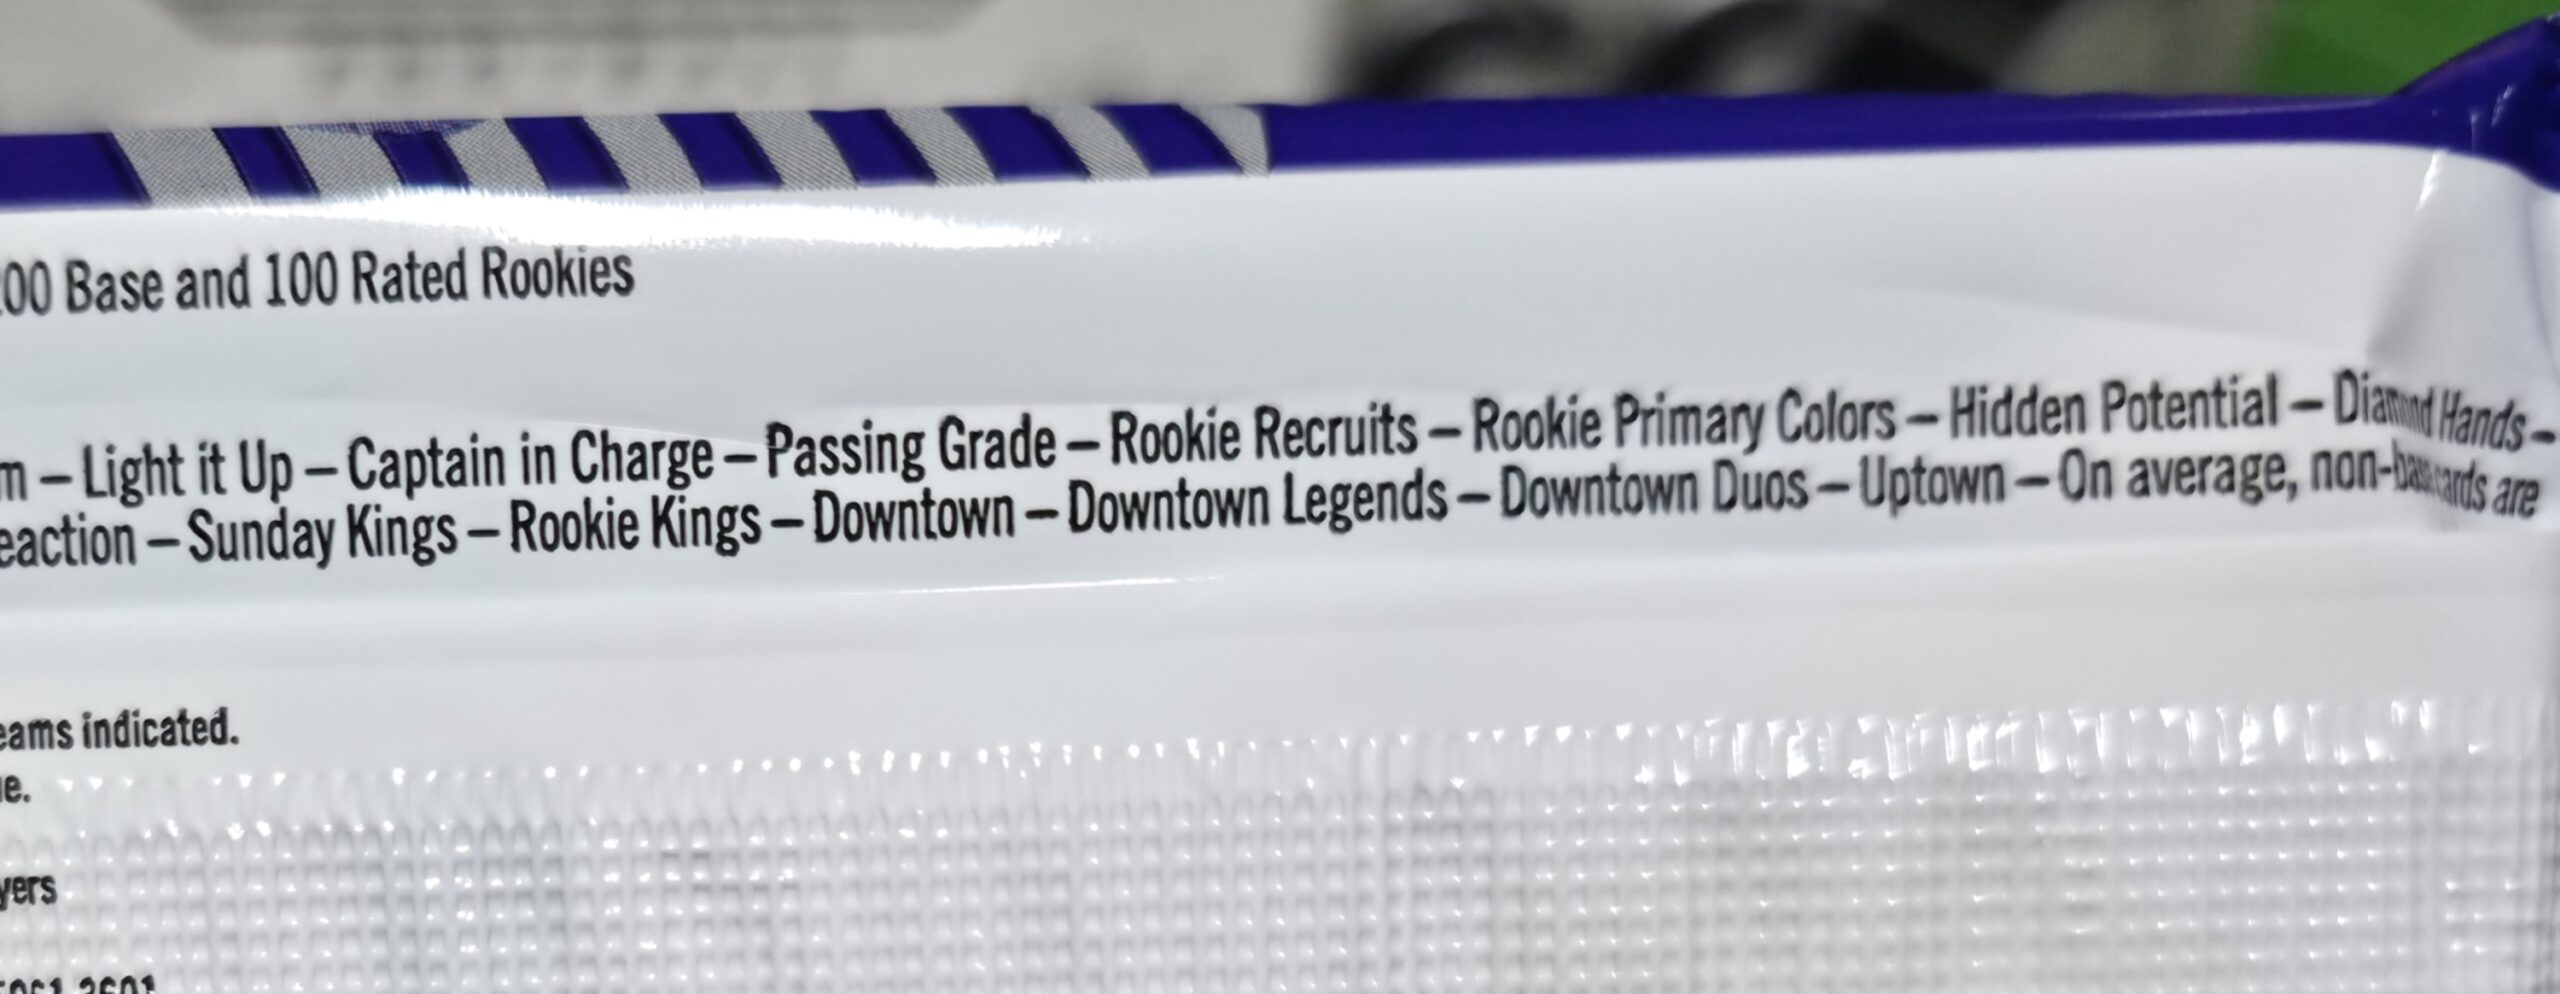 00 Base and 100 Rated Rookies
m – Light it Up – Captain in Charge – Passing Grade – Rookie Recruits – Rookie Primary Colors – Hidden Potential – Diamond Hands –
eaction – Sunday Kings – Rookie Kings – Downtown – Downtown Legends – Downtown Duos – Uptown – On average, non-base cards are
eams indicated.
e.
yers